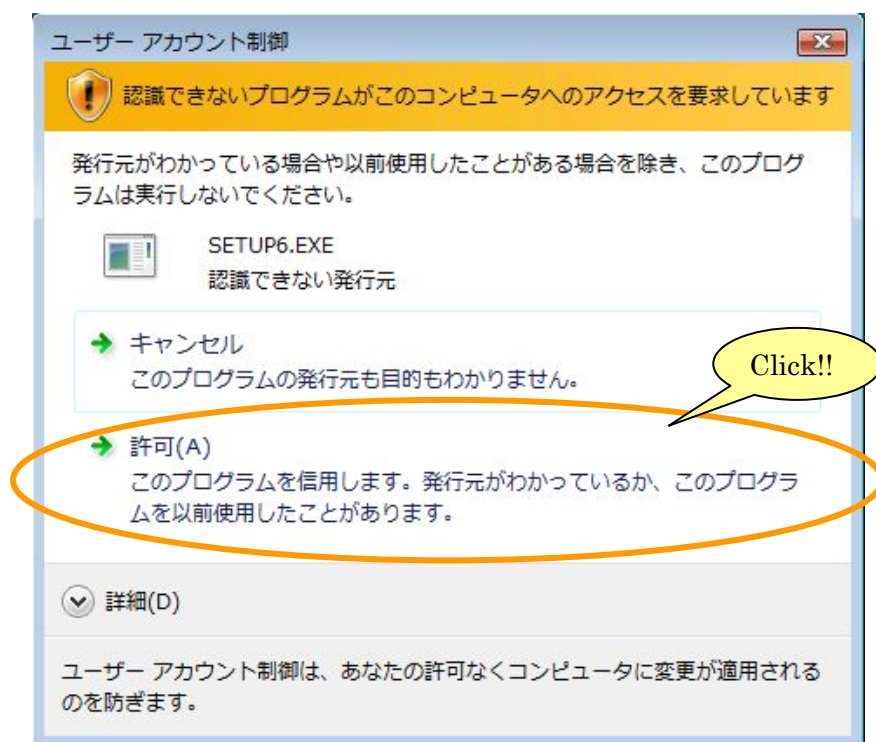 ユーザー アカウント制御
認識できないプログラムがこのコンピュータへのアクセスを要求しています
発行元がわかっている場合や以前使用したことがある場合を除き、このプログ
ラムは実行しないでください。
SETUP6.EXE
認識できない発行元
キャンセル
このプログラムの発行元も目的もわかりません。
Click!!
許可(A)
このプログラムを信用します。発行元がわかっているか、このプログラ
ムを以前使用したことがあります。
詳細(D)
ユーザー アカウント制御は、あなたの許可なくコンピュータに変更が適用される
のを防ぎます。